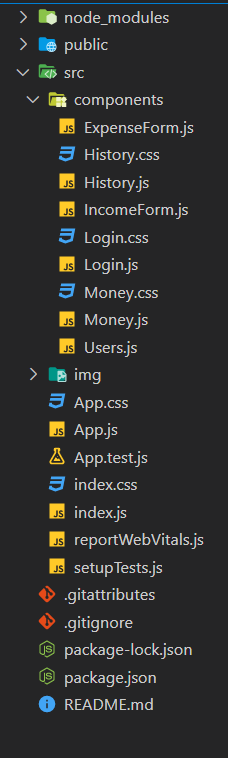 node_modules
public
src
components
ExpenseForm.js
History.css
History.js
IncomeForm.js
Login.css
Login.js
Money.css
Money.js
Users.js
img
App.css
App.js
App.test.js
index.css
index.js
reportWebVitals.js
setupTests.js
.gitattributes
.gitignore
package-lock.json
package.json
README.md